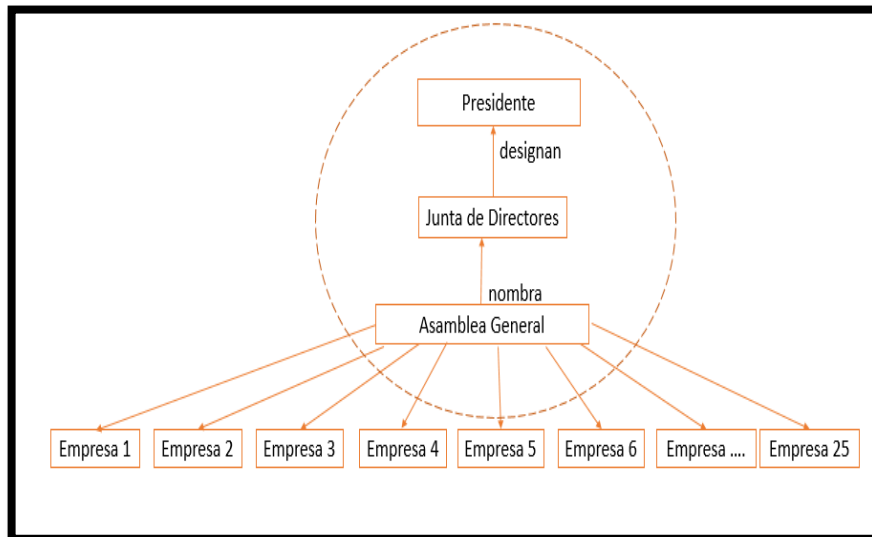 Presidente
designan
Junta de Directores
nombra
Asamblea General
Empresa 1
Empresa 2
Empresa 3
Empresa 4
Empresa 5
Empresa 6
Empresa ....
Empresa 25